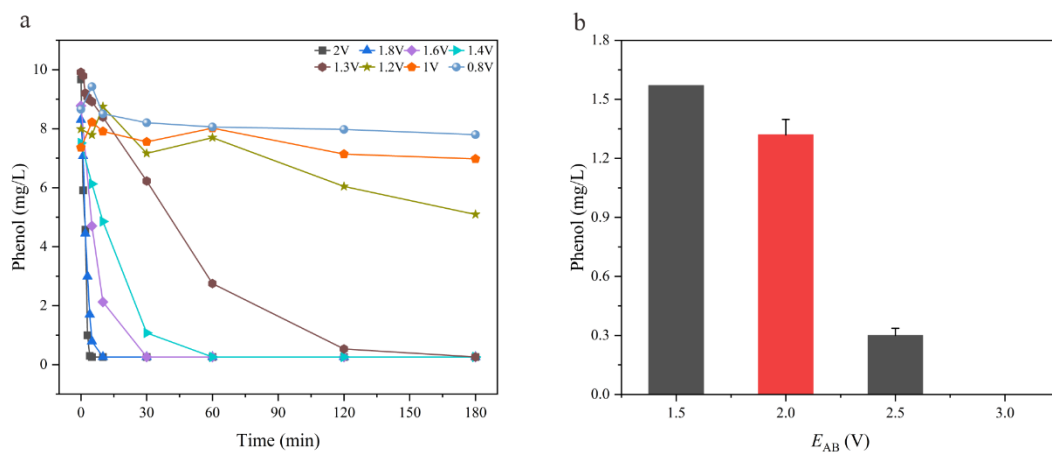 a
2V 1.8V 1.6V 1.4V
1.3V 1.2V 1V 0.8V
10
8
6
4
2
0
Phenol (mg/L)
0 30 60 90 120 150 180
Time (min)
b
1.8
1.5
1.2
0.9
0.6
0.3
0.0
Phenol (mg/L)
1.5 2.0 2.5 3.0
E_AB (V)